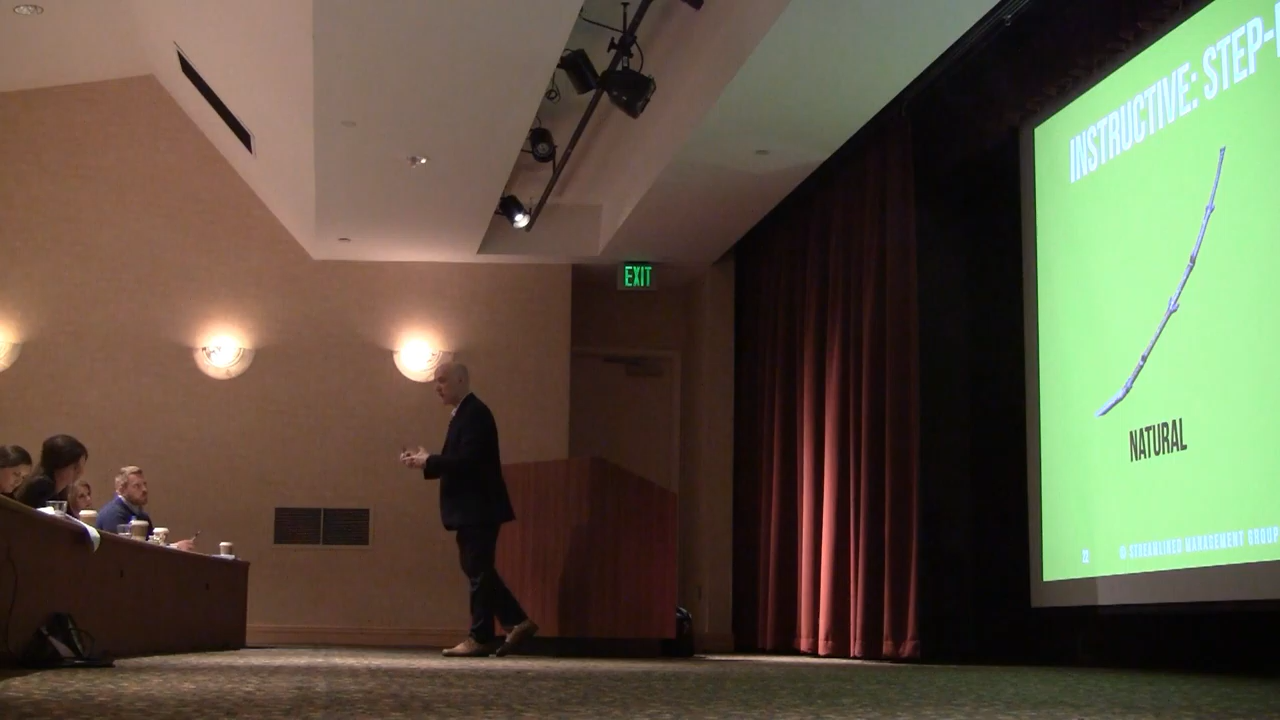 EXIT
INSTRUCTIVE: STEP-
NATURAL
22 © STREAMLINED MANAGEMENT GROUP